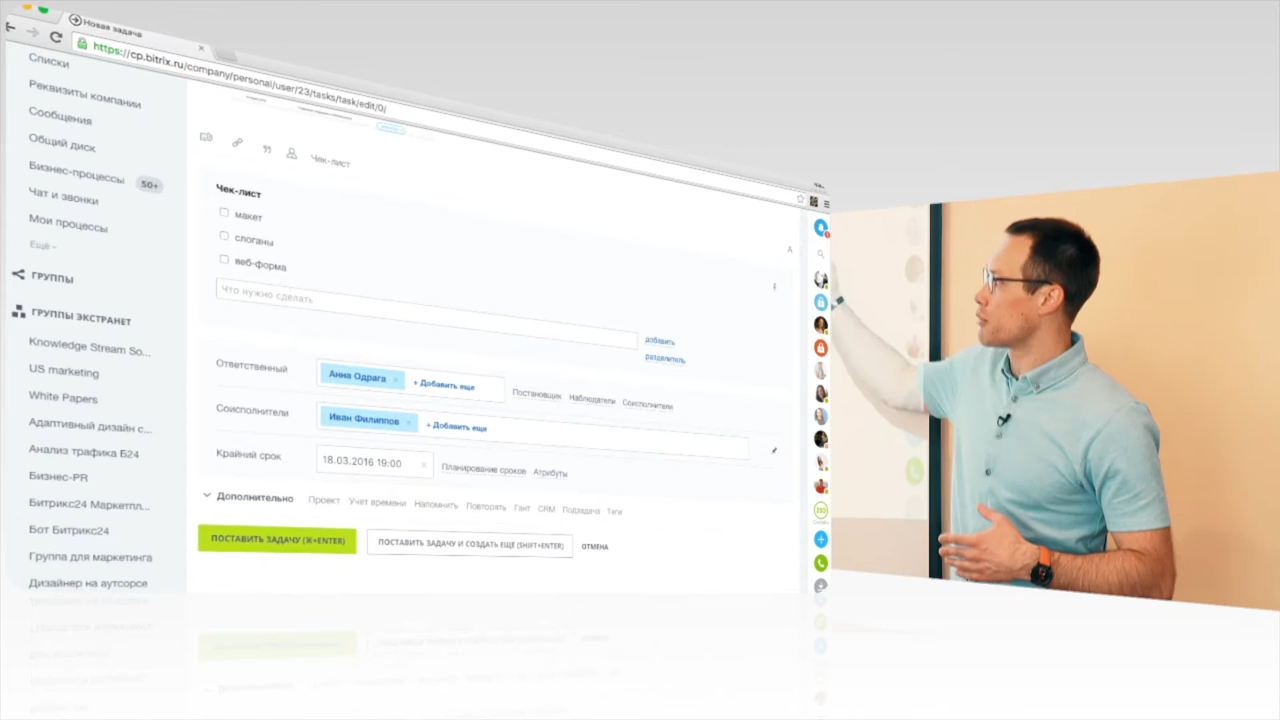 Новая задача
https://cp.bitrix.ru/company/personal/user/23/tasks/task/edit/0/
Списки
Реквизиты компании
Сообщения
Общий диск
Бизнес-процессы 50+
Чат и звонки
Мои процессы
Ещё
ГРУППЫ
ГРУППЫ ЭКСТРАНЕТ
Knowledge Stream So...
US marketing
White Papers
Адаптивный дизайн с...
Анализ трафика Б24
Бизнес-PR
Битрикс24 Маркетпл...
Бот Битрикс24
Группа для маркетинга
Дизайнер на аутсорсе
Чек-лист
Чек-лист
макет
слоганы
веб-форма
Что нужно сделать
добавить
разделитель
Ответственный Анна Одрага × + Добавить еще Постановщик Наблюдатели Соисполнители
Соисполнители Иван Филиппов × + Добавить еще
Крайний срок 18.03.2016 19:00 × Планирование сроков Атрибуты
Дополнительно Проект Учет времени Напомнить Повторять Гант CRM Подзадача Теги
ПОСТАВИТЬ ЗАДАЧУ (⌘+ENTER) ПОСТАВИТЬ ЗАДАЧУ И СОЗДАТЬ ЕЩЕ (SHIFT+ENTER) ОТМЕНА